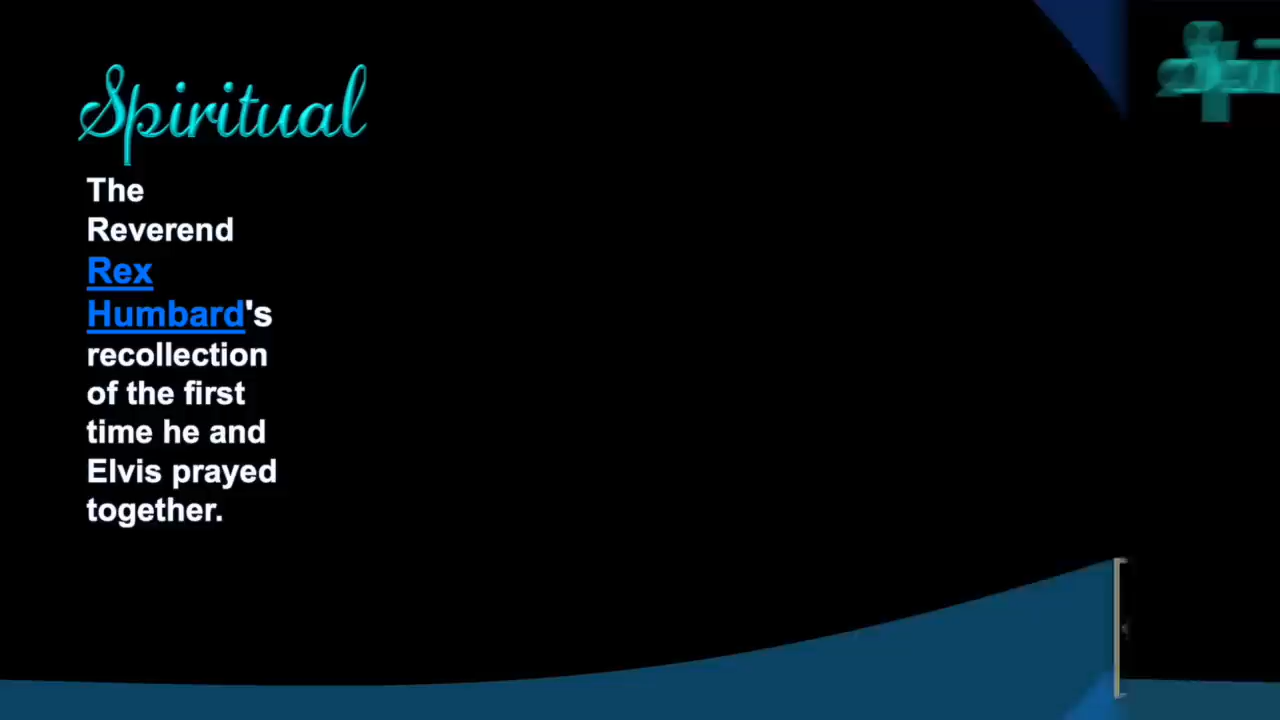 Spiritual
The
Reverend
Rex
Humbard's
recollection
of the first
time he and
Elvis prayed
together.